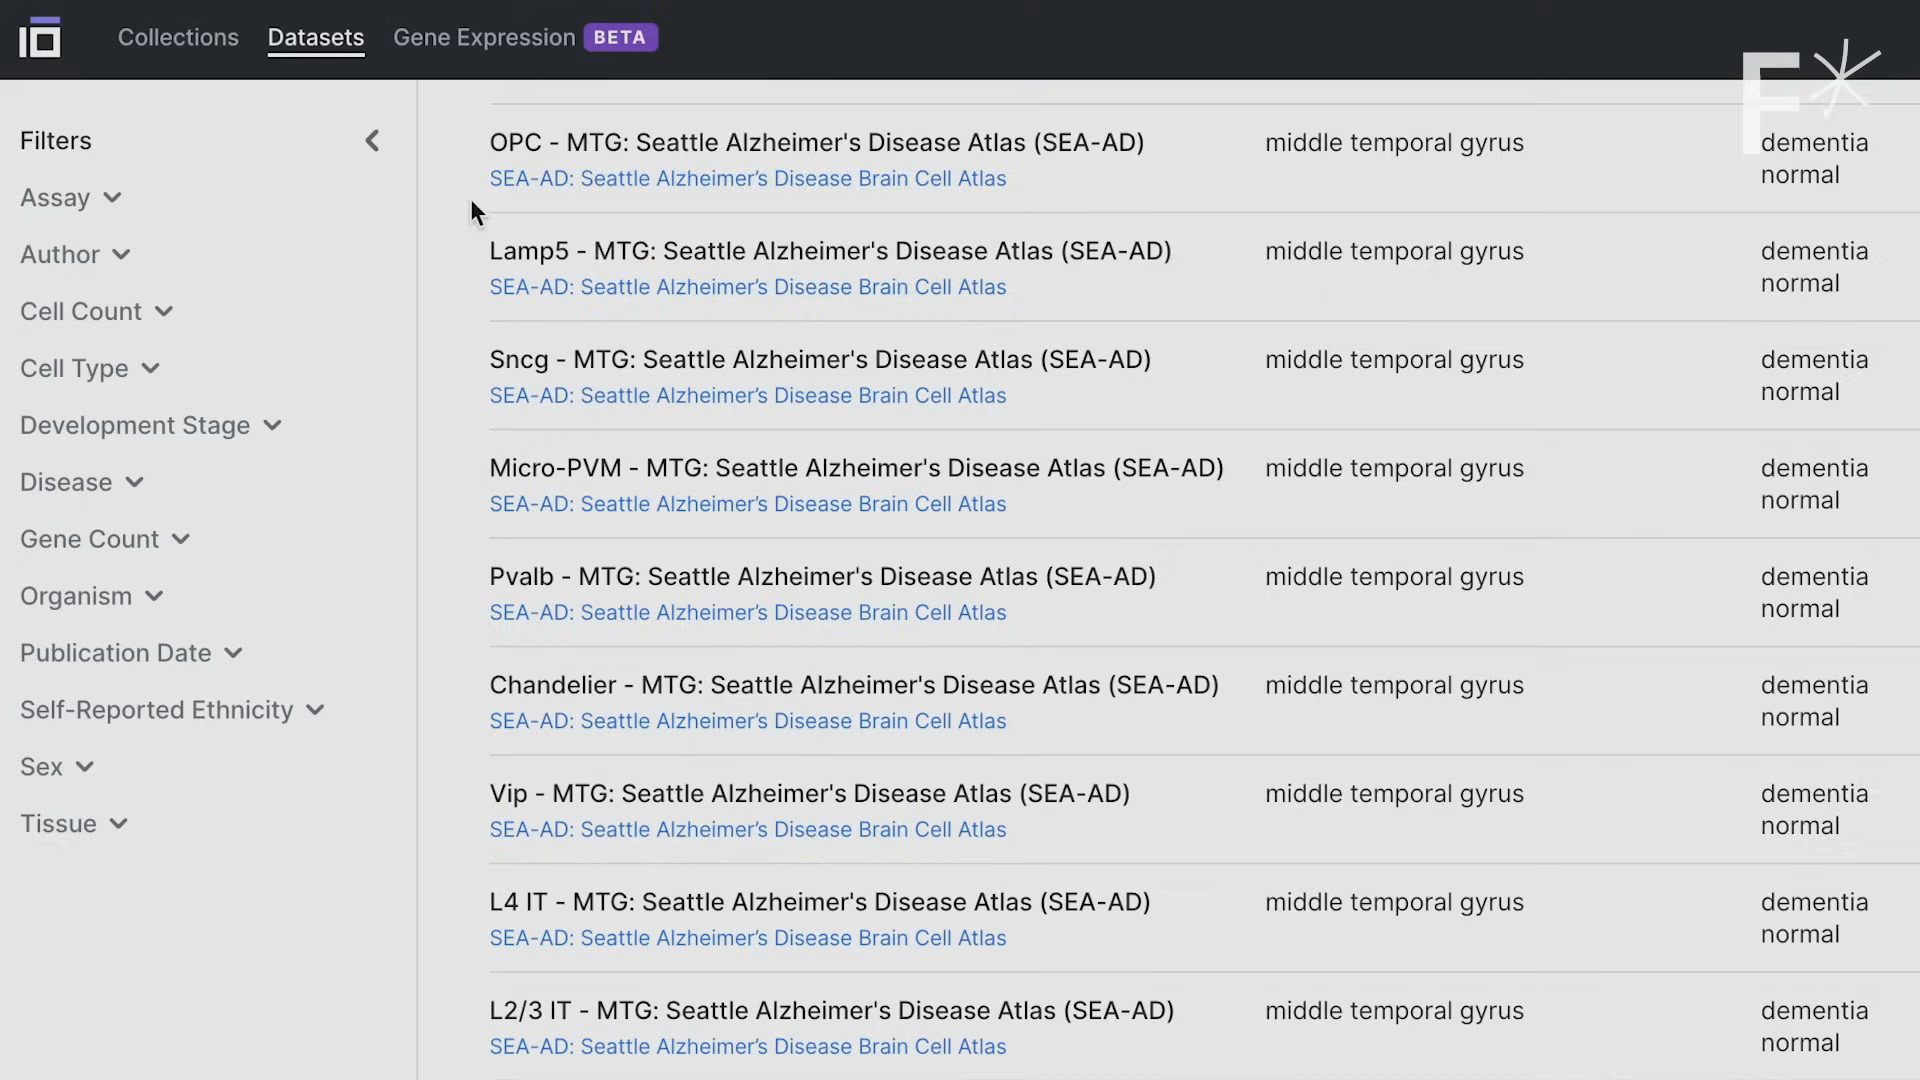 Collections Datasets Gene Expression BETA
F*
Filters
Assay
Author
Cell Count
Cell Type
Development Stage
Disease
Gene Count
Organism
Publication Date
Self-Reported Ethnicity
Sex
Tissue
OPC - MTG: Seattle Alzheimer's Disease Atlas (SEA-AD) middle temporal gyrus dementia
SEA-AD: Seattle Alzheimer’s Disease Brain Cell Atlas normal
Lamp5 - MTG: Seattle Alzheimer's Disease Atlas (SEA-AD) middle temporal gyrus dementia
SEA-AD: Seattle Alzheimer’s Disease Brain Cell Atlas normal
Sncg - MTG: Seattle Alzheimer's Disease Atlas (SEA-AD) middle temporal gyrus dementia
SEA-AD: Seattle Alzheimer’s Disease Brain Cell Atlas normal
Micro-PVM - MTG: Seattle Alzheimer's Disease Atlas (SEA-AD) middle temporal gyrus dementia
SEA-AD: Seattle Alzheimer’s Disease Brain Cell Atlas normal
Pvalb - MTG: Seattle Alzheimer's Disease Atlas (SEA-AD) middle temporal gyrus dementia
SEA-AD: Seattle Alzheimer’s Disease Brain Cell Atlas normal
Chandelier - MTG: Seattle Alzheimer's Disease Atlas (SEA-AD) middle temporal gyrus dementia
SEA-AD: Seattle Alzheimer’s Disease Brain Cell Atlas normal
Vip - MTG: Seattle Alzheimer's Disease Atlas (SEA-AD) middle temporal gyrus dementia
SEA-AD: Seattle Alzheimer’s Disease Brain Cell Atlas normal
L4 IT - MTG: Seattle Alzheimer's Disease Atlas (SEA-AD) middle temporal gyrus dementia
SEA-AD: Seattle Alzheimer’s Disease Brain Cell Atlas normal
L2/3 IT - MTG: Seattle Alzheimer's Disease Atlas (SEA-AD) middle temporal gyrus dementia
SEA-AD: Seattle Alzheimer’s Disease Brain Cell Atlas normal